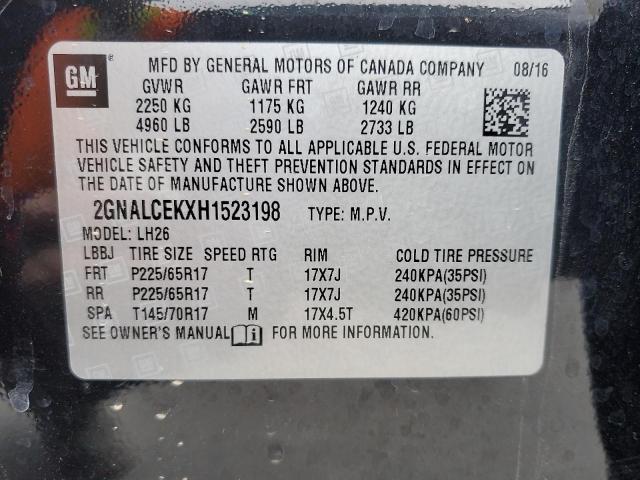 GM ®
MFD BY GENERAL MOTORS OF CANADA COMPANY 08/16
GVWR GAWR FRT GAWR RR
2250 KG 1175 KG 1240 KG
4960 LB 2590 LB 2733 LB
THIS VEHICLE CONFORMS TO ALL APPLICABLE U.S. FEDERAL MOTOR
VEHICLE SAFETY AND THEFT PREVENTION STANDARDS IN EFFECT ON
THE DATE OF MANUFACTURE SHOWN ABOVE.
2GNALCEKXH1523198 TYPE: M.P.V.
MODEL: LH26
LBBJ TIRE SIZE SPEED RTG RIM COLD TIRE PRESSURE
FRT P225/65R17 T 17X7J 240KPA(35PSI)
RR P225/65R17 T 17X7J 240KPA(35PSI)
SPA T145/70R17 M 17X4.5T 420KPA(60PSI)
SEE OWNER'S MANUAL FOR MORE INFORMATION.